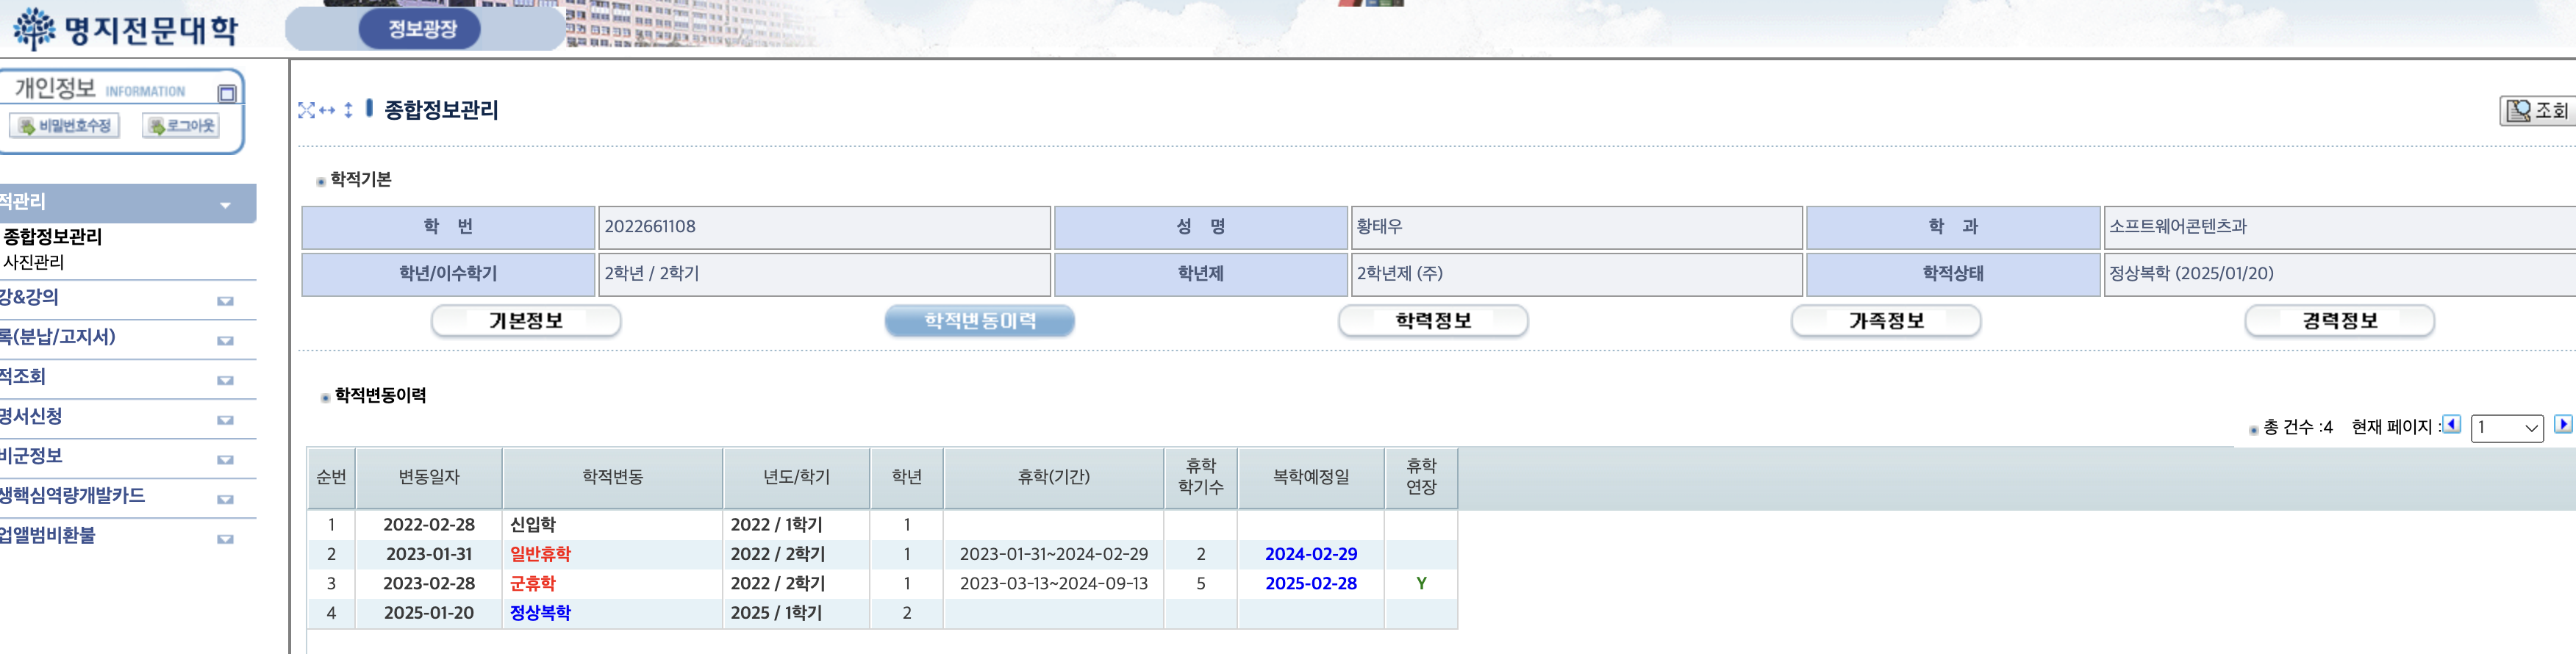 명지전문대학
정보광장
개인정보 INFORMATION
비밀번호수정 로그아웃
적관리
종합정보관리
사진관리
강&강의
록(분납/고지서)
적조회
명서신청
비군정보
생핵심역량개발카드
업앨범비환불
종합정보관리
조회
학적기본
학 번 2022661108 성 명 황태우 학 과 소프트웨어콘텐츠과
학년/이수학기 2학년 / 2학기 학년제 2학년제 (주) 학적상태 정상복학 (2025/01/20)
기본정보 학적변동이력 학력정보 가족정보 경력정보
학적변동이력
총 건수 :4 현재 페이지 : 1
순번 변동일자 학적변동 년도/학기 학년 휴학(기간) 휴학 학기수 복학예정일 휴학 연장
1 2022-02-28 신입학 2022 / 1학기 1
2 2023-01-31 일반휴학 2022 / 2학기 1 2023-01-31~2024-02-29 2 2024-02-29
3 2023-02-28 군휴학 2022 / 2학기 1 2023-03-13~2024-09-13 5 2025-02-28 Y
4 2025-01-20 정상복학 2025 / 1학기 2